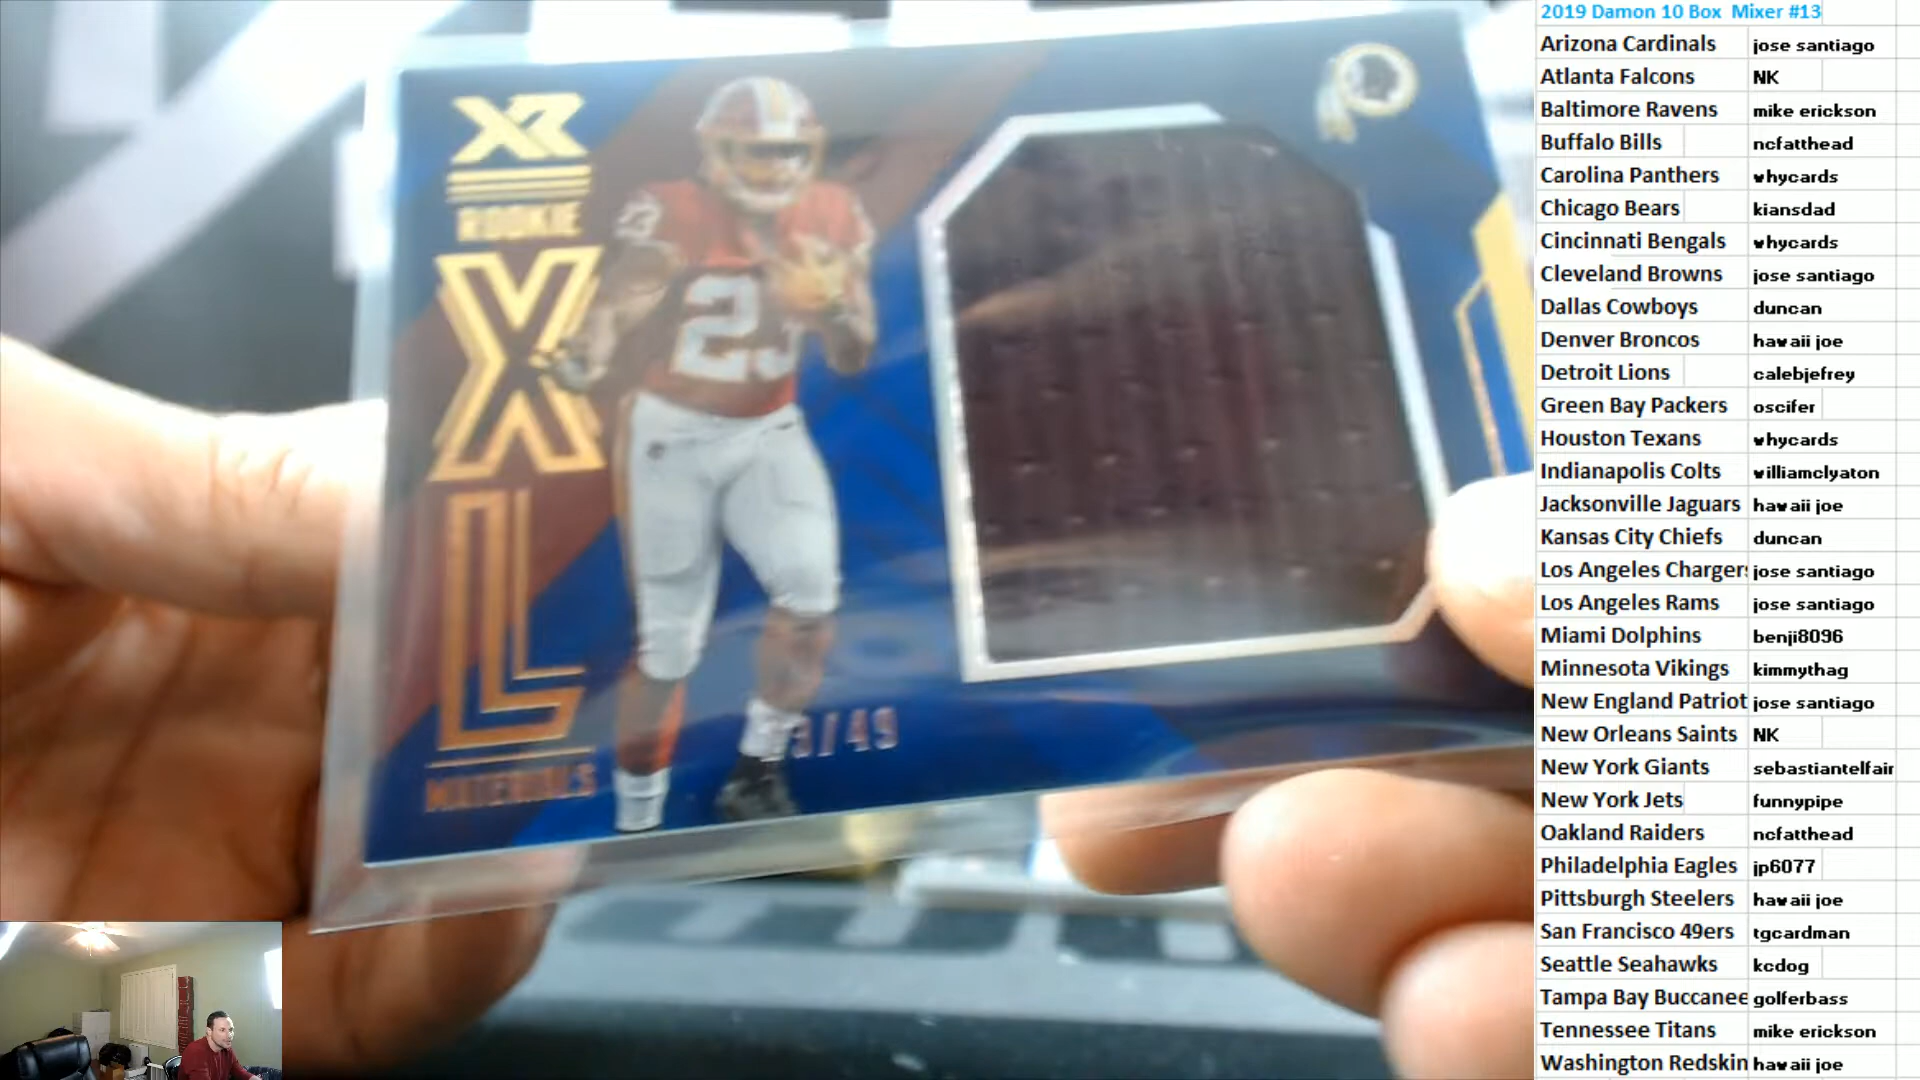 XR
ROOKIE
XL
MATERIALS
23
23
3/49
2019 Damon 10 Box Mixer #13
Arizona Cardinals jose santiago
Atlanta Falcons NK
Baltimore Ravens mike erickson
Buffalo Bills ncfatthead
Carolina Panthers whycards
Chicago Bears kiansdad
Cincinnati Bengals whycards
Cleveland Browns jose santiago
Dallas Cowboys duncan
Denver Broncos hawaii joe
Detroit Lions calebjefrey
Green Bay Packers oscifer
Houston Texans whycards
Indianapolis Colts williamclyaton
Jacksonville Jaguars hawaii joe
Kansas City Chiefs duncan
Los Angeles Chargers jose santiago
Los Angeles Rams jose santiago
Miami Dolphins benji8096
Minnesota Vikings kimmythag
New England Patriot jose santiago
New Orleans Saints NK
New York Giants sebastiantelfair
New York Jets funnypipe
Oakland Raiders ncfatthead
Philadelphia Eagles jp6077
Pittsburgh Steelers hawaii joe
San Francisco 49ers tgcardman
Seattle Seahawks kcdog
Tampa Bay Buccanee golferbass
Tennessee Titans mike erickson
Washington Redskin hawaii joe